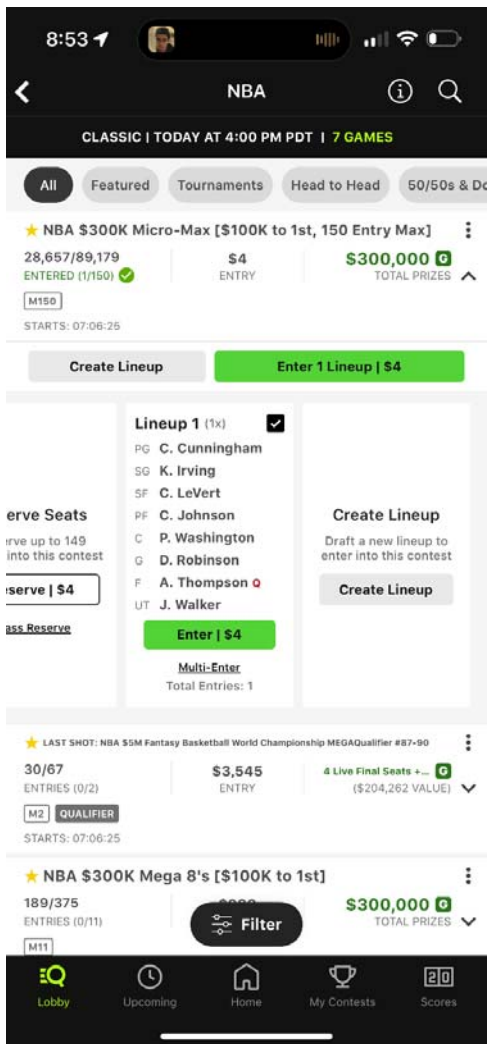 8:53
NBA
CLASSIC | TODAY AT 4:00 PM PDT | 7 GAMES
All Featured Tournaments Head to Head 50/50s & Do
NBA $300K Micro-Max [$100K to 1st, 150 Entry Max]
28,657/89,179 $4 $300,000 G
ENTERED (1/150) ENTRY TOTAL PRIZES
M150
STARTS: 07:06:25
Create Lineup Enter 1 Lineup | $4
erve Seats
erve up to 149
into this contest
eserve | $4
ass Reserve
Lineup 1 (1x)
PG C. Cunningham
SG K. Irving
SF C. LeVert
PF C. Johnson
C P. Washington
G D. Robinson
F A. Thompson Q
UT J. Walker
Enter | $4
Multi-Enter
Total Entries: 1
Create Lineup
Draft a new lineup to
enter into this contest
Create Lineup
LAST SHOT: NBA $5M Fantasy Basketball World Championship MEGAQualifier #87-90
30/67 $3,545 4 Live Final Seats +... G
ENTRIES (0/2) ENTRY ($204,262 VALUE)
M2 QUALIFIER
STARTS: 07:06:25
NBA $300K Mega 8's [$100K to 1st]
189/375 $300,000 G
ENTRIES (0/11) TOTAL PRIZES
M11
Filter
Lobby Upcoming Home My Contests 20 Scores